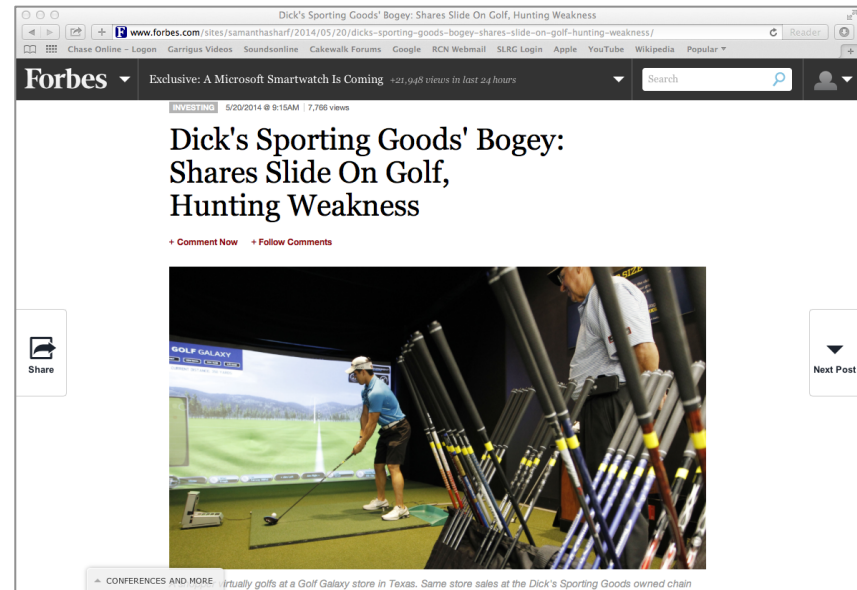 Dick's Sporting Goods' Bogey: Shares Slide On Golf, Hunting Weakness
www.forbes.com/sites/samanthasharf/2014/05/20/dicks-sporting-goods-bogey-shares-slide-on-golf-hunting-weakness/
Reader
Chase Online – Logon Garrigus Videos Soundsonline Cakewalk Forums Google RCN Webmail SLRG Login Apple YouTube Wikipedia Popular
Forbes Exclusive: A Microsoft Smartwatch Is Coming +21,948 views in last 24 hours Search
INVESTING 5/20/2014 @ 9:15AM | 7,766 views
Dick's Sporting Goods' Bogey:
Shares Slide On Golf,
Hunting Weakness
+ Comment Now + Follow Comments
GOLF GALAXY
Share
Next Post
CONFERENCES AND MORE
virtually golfs at a Golf Galaxy store in Texas. Same store sales at the Dick's Sporting Goods owned chain